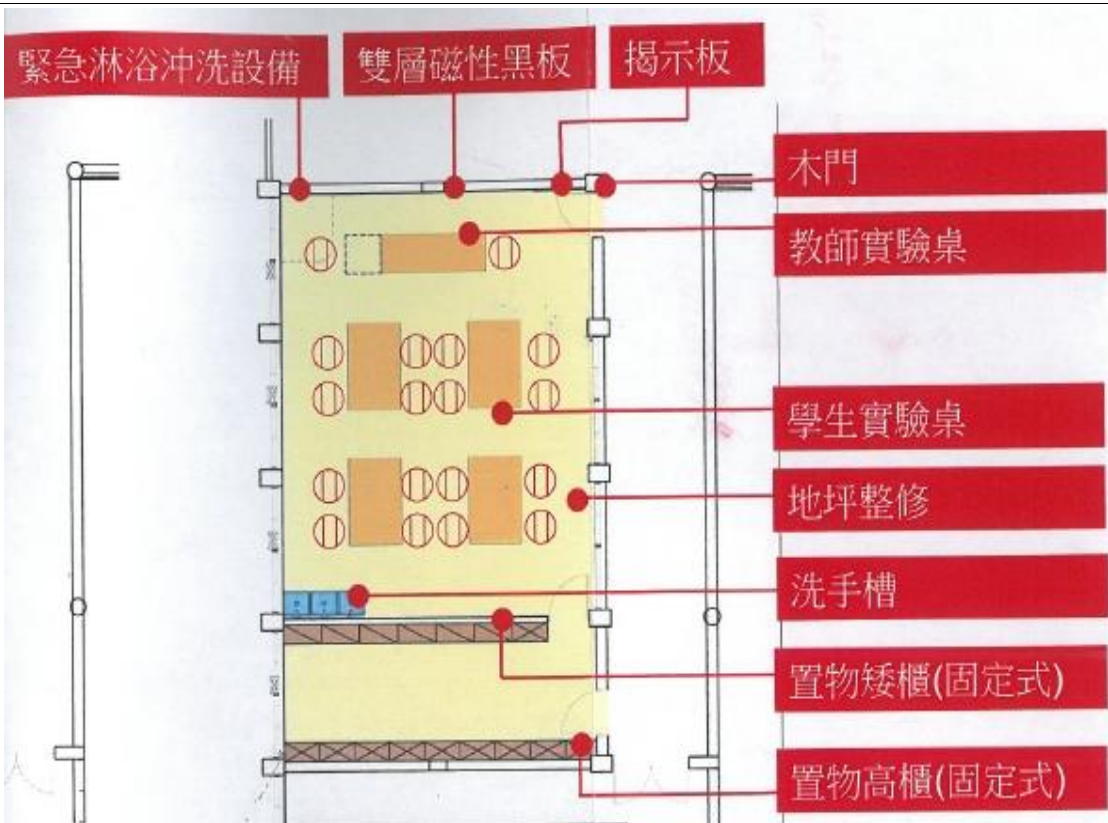 緊急淋浴沖洗設備
雙層磁性黑板
揭示板
木門
教師實驗桌
學生實驗桌
地坪整修
洗手槽
置物矮櫃(固定式)
置物高櫃(固定式)